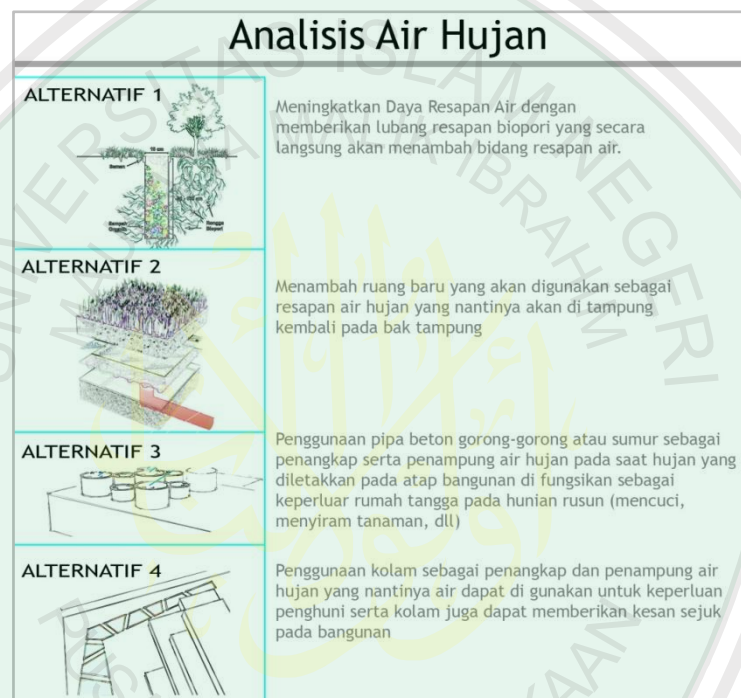 Analisis Air Hujan
ALTERNATIF 1
Meningkatkan Daya Resapan Air dengan
memberikan lubang resapan biopori yang secara
langsung akan menambah bidang resapan air.
10 cm
ALTERNATIF 2
Menambah ruang baru yang akan digunakan sebagai
resapan air hujan yang nantinya akan di tampung
kembali pada bak tampung
ALTERNATIF 3
Penggunaan pipa beton gorong-gorong atau sumur sebagai
penangkap serta penampung air hujan pada saat hujan yang
diletakkan pada atap bangunan di fungsikan sebagai
keperluar rumah tangga pada hunian rusun (mencuci,
menyiram tanaman, dll)
ALTERNATIF 4
Penggunaan kolam sebagai penangkap dan penampung air
hujan yang nantinya air dapat di gunakan untuk keperluan
penghuni serta kolam juga dapat memberikan kesan sejuk
pada bangunan